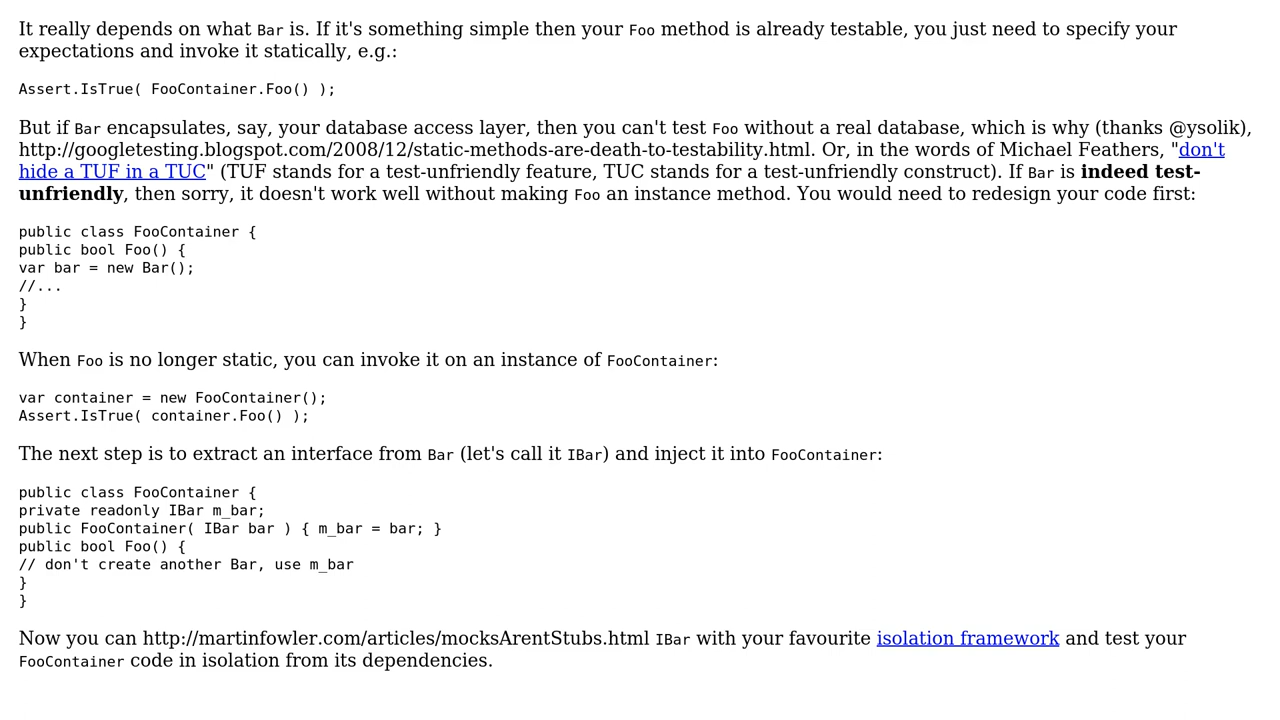 It really depends on what Bar is. If it's something simple then your Foo method is already testable, you just need to specify your
expectations and invoke it statically, e.g.:
Assert.IsTrue( FooContainer.Foo() );
But if Bar encapsulates, say, your database access layer, then you can't test Foo without a real database, which is why (thanks @ysolik),
http://googletesting.blogspot.com/2008/12/static-methods-are-death-to-testability.html. Or, in the words of Michael Feathers, "don't
hide a TUF in a TUC" (TUF stands for a test-unfriendly feature, TUC stands for a test-unfriendly construct). If Bar is indeed test-
unfriendly, then sorry, it doesn't work well without making Foo an instance method. You would need to redesign your code first:
public class FooContainer {
public bool Foo() {
var bar = new Bar();
//...
}
}
When Foo is no longer static, you can invoke it on an instance of FooContainer:
var container = new FooContainer();
Assert.IsTrue( container.Foo() );
The next step is to extract an interface from Bar (let's call it IBar) and inject it into FooContainer:
public class FooContainer {
private readonly IBar m_bar;
public FooContainer( IBar bar ) { m_bar = bar; }
public bool Foo() {
// don't create another Bar, use m_bar
}
}
Now you can http://martinfowler.com/articles/mocksArentStubs.html IBar with your favourite isolation framework and test your
FooContainer code in isolation from its dependencies.